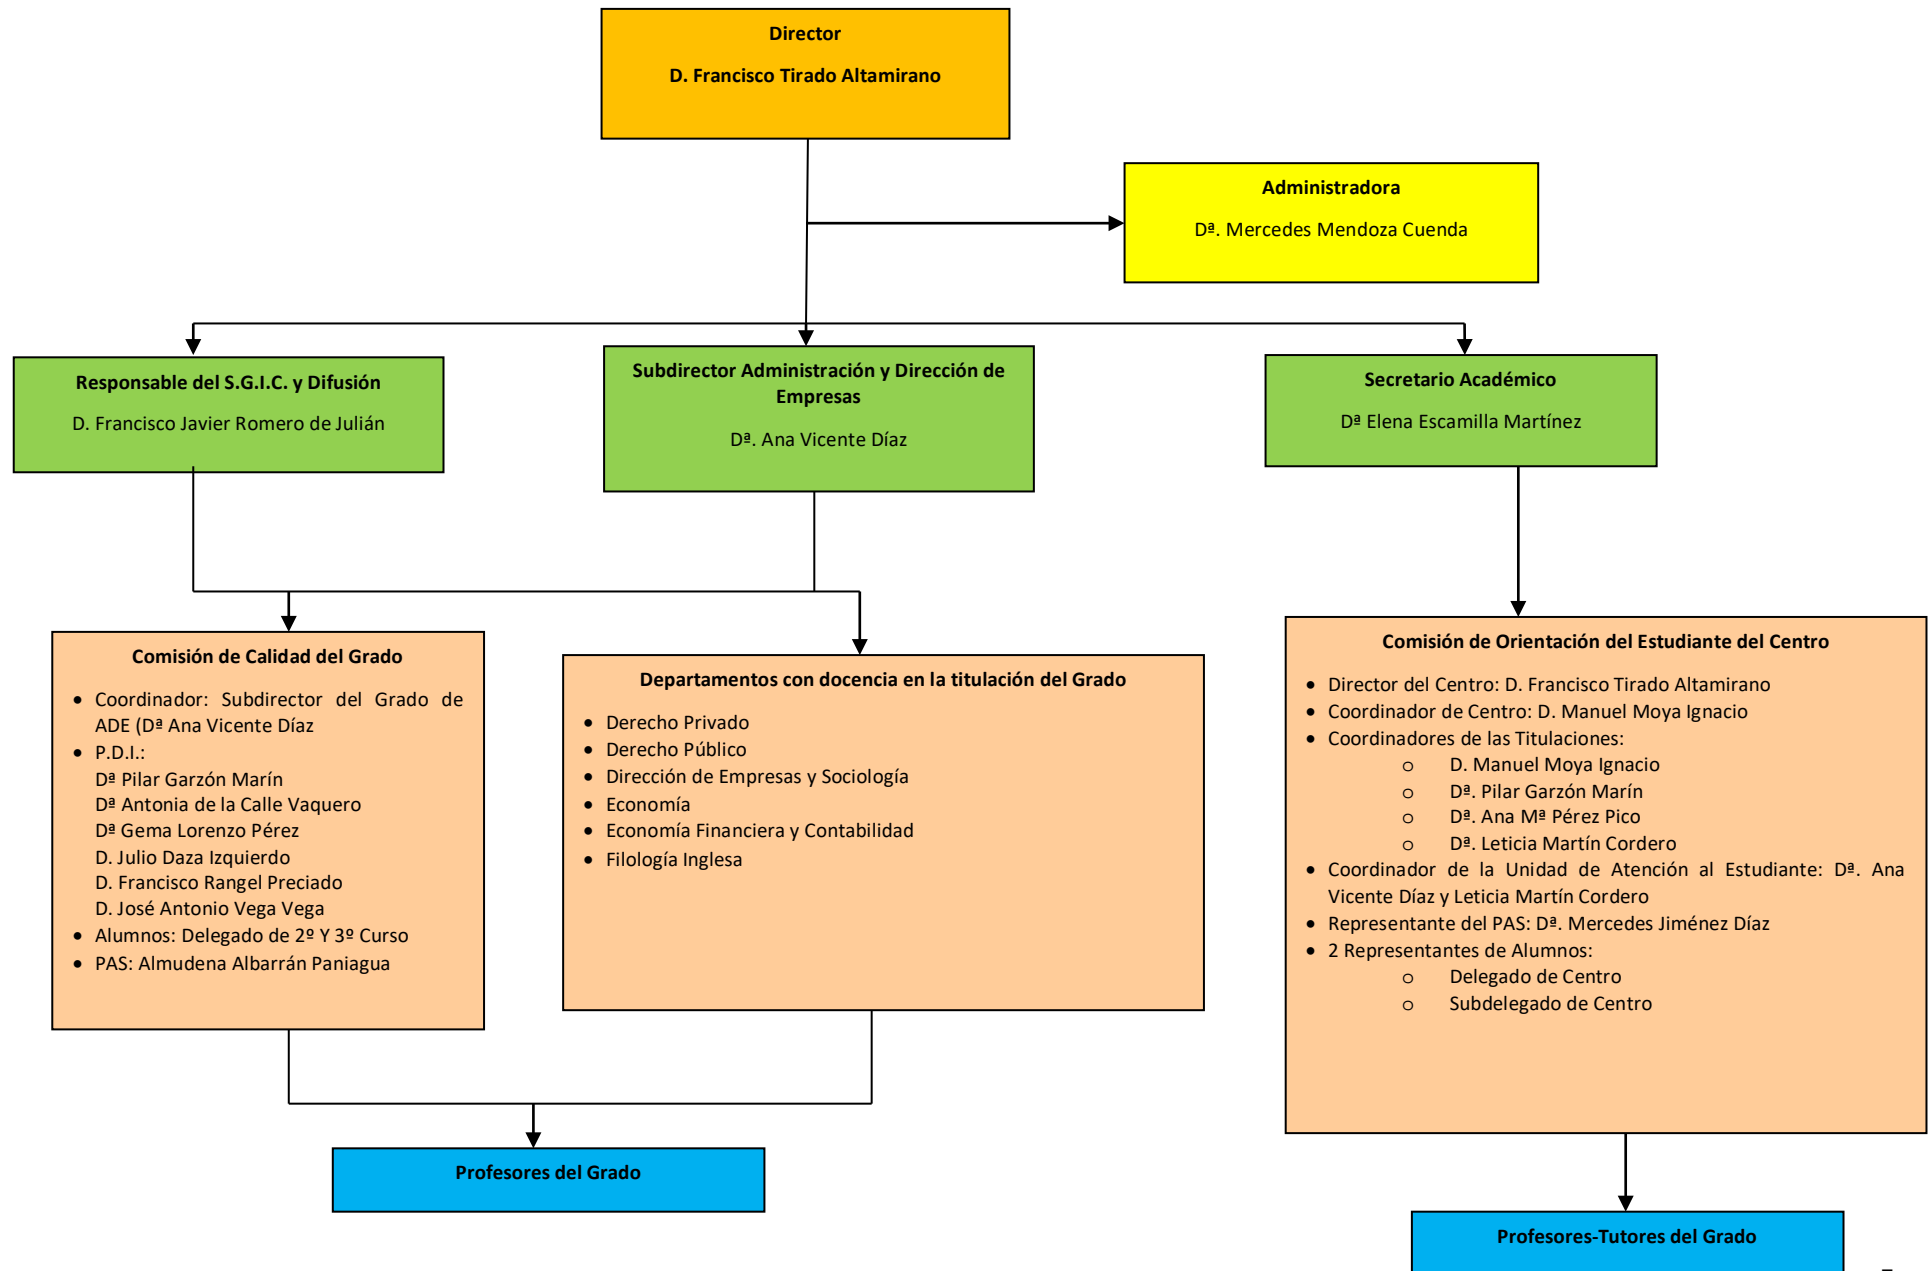 Director
D. Francisco Tirado Altamirano
Administradora
Dª. Mercedes Mendoza Cuenda
Responsable del S.G.I.C. y Difusión
D. Francisco Javier Romero de Julián
Subdirector Administración y Dirección de
Empresas
Dª. Ana Vicente Díaz
Secretario Académico
Dª Elena Escamilla Martínez
Comisión de Calidad del Grado
• Coordinador: Subdirector del Grado de
ADE (Dª Ana Vicente Díaz
• P.D.I.:
Dª Pilar Garzón Marín
Dª Antonia de la Calle Vaquero
Dª Gema Lorenzo Pérez
D. Julio Daza Izquierdo
D. Francisco Rangel Preciado
D. José Antonio Vega Vega
• Alumnos: Delegado de 2º Y 3º Curso
• PAS: Almudena Albarrán Paniagua
Departamentos con docencia en la titulación del Grado
• Derecho Privado
• Derecho Público
• Dirección de Empresas y Sociología
• Economía
• Economía Financiera y Contabilidad
• Filología Inglesa
Comisión de Orientación del Estudiante del Centro
• Director del Centro: D. Francisco Tirado Altamirano
• Coordinador de Centro: D. Manuel Moya Ignacio
• Coordinadores de las Titulaciones:
o D. Manuel Moya Ignacio
o Dª. Pilar Garzón Marín
o Dª. Ana Mª Pérez Pico
o Dª. Leticia Martín Cordero
• Coordinador de la Unidad de Atención al Estudiante: Dª. Ana
Vicente Díaz y Leticia Martín Cordero
• Representante del PAS: Dª. Mercedes Jiménez Díaz
• 2 Representantes de Alumnos:
o Delegado de Centro
o Subdelegado de Centro
Profesores del Grado
Profesores-Tutores del Grado